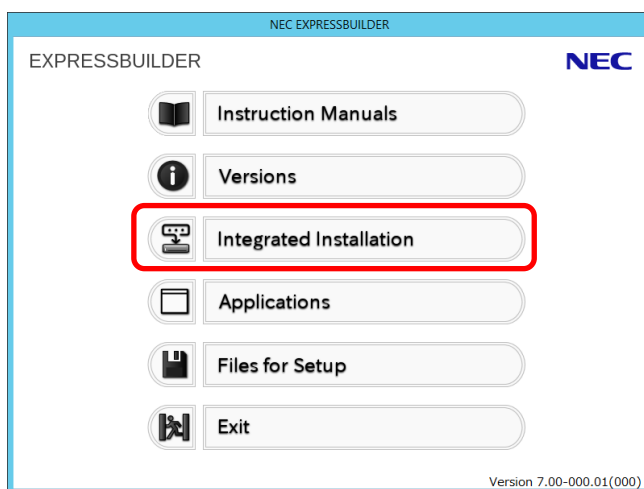 NEC EXPRESSBUILDER
EXPRESSBUILDER
NEC
Instruction Manuals
Versions
Integrated Installation
Applications
Files for Setup
Exit
Version 7.00-000.01(000)